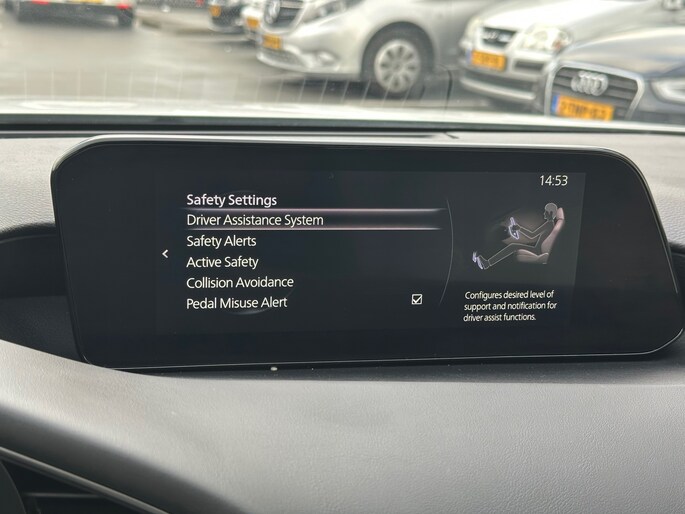 14:53
Safety Settings
Driver Assistance System
Safety Alerts
Active Safety
Collision Avoidance
Pedal Misuse Alert
Configures desired level of
support and notification for
driver assist functions.